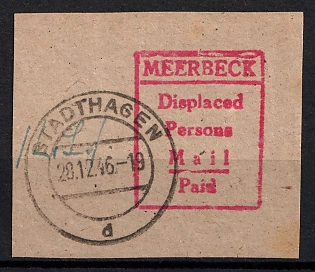 MEERBECK
Displaced
Persons
Mail
Paid
STADTHAGEN
28.12.46.-19
d